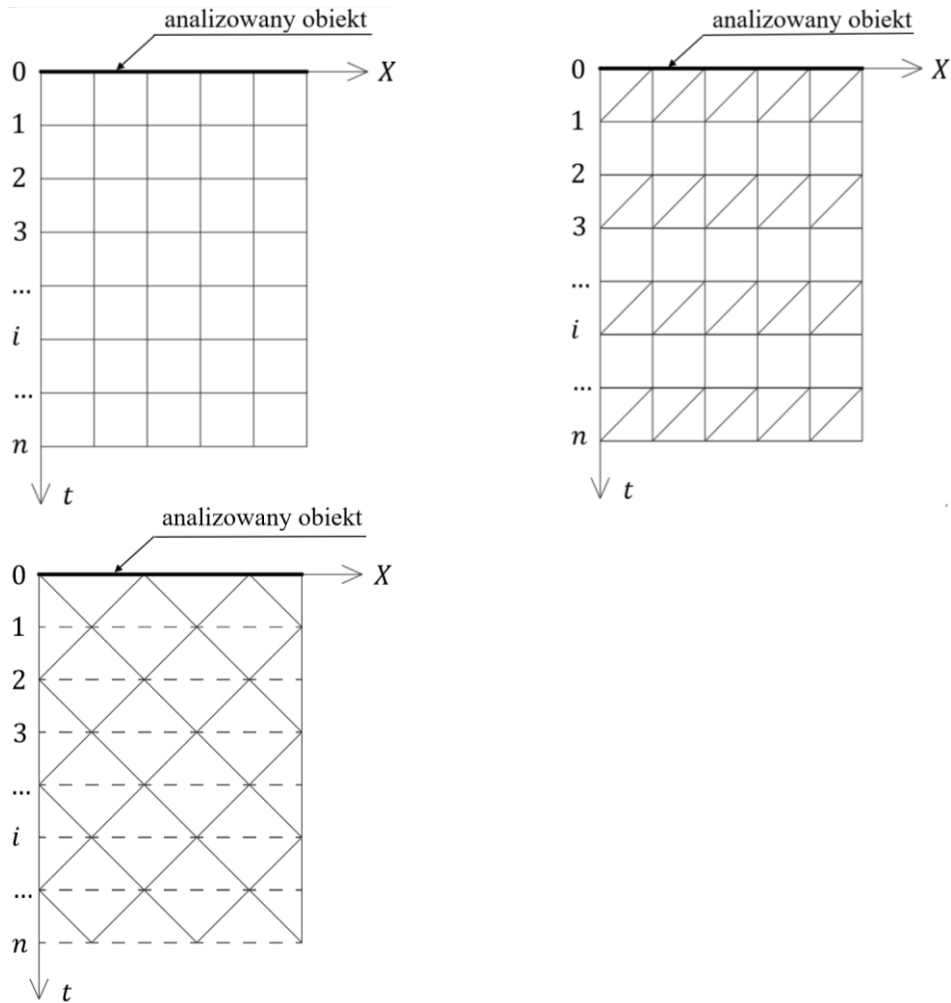 analizowany obiekt
0
X
1
2
3
...
i
...
n
t
analizowany obiekt
0
X
1
2
3
...
i
...
n
t
analizowany obiekt
0
X
1
2
3
...
i
...
n
t